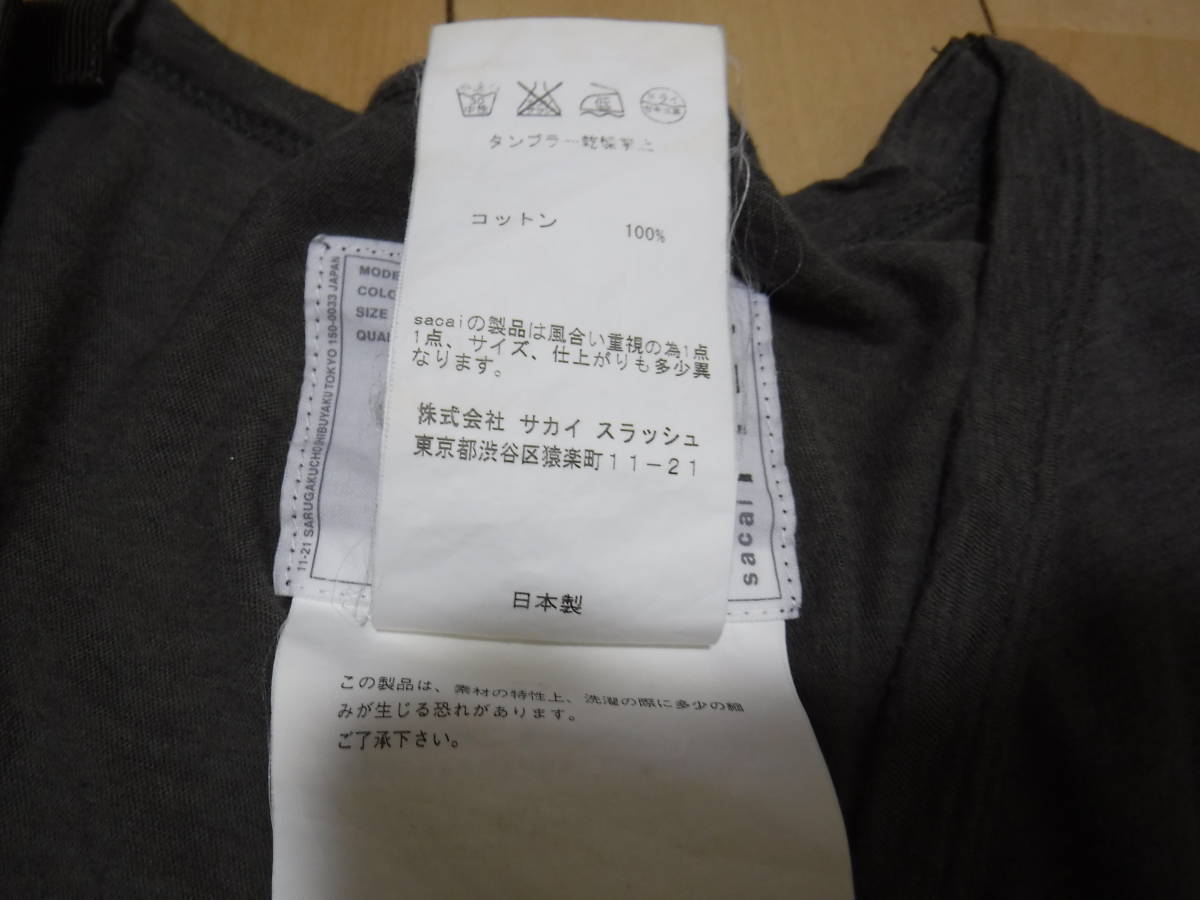 30
低
タンブラー乾燥禁止
コットン 100%
sacaiの製品は風合い重視の為1点
1点、サイズ、仕上がりも多少異
なります。
株式会社 サカイ スラッシュ
東京都渋谷区猿楽町11-21
日本製
MODE
COLO
SIZE
QUAL
11-21 SARUGAKUCHO SHIBUYAKU TOKYO 150-0033 JAPAN
sacai
この製品は、素材の特性上、洗濯の際に多少の縮
みが生じる恐れがあります。
ご了承下さい。